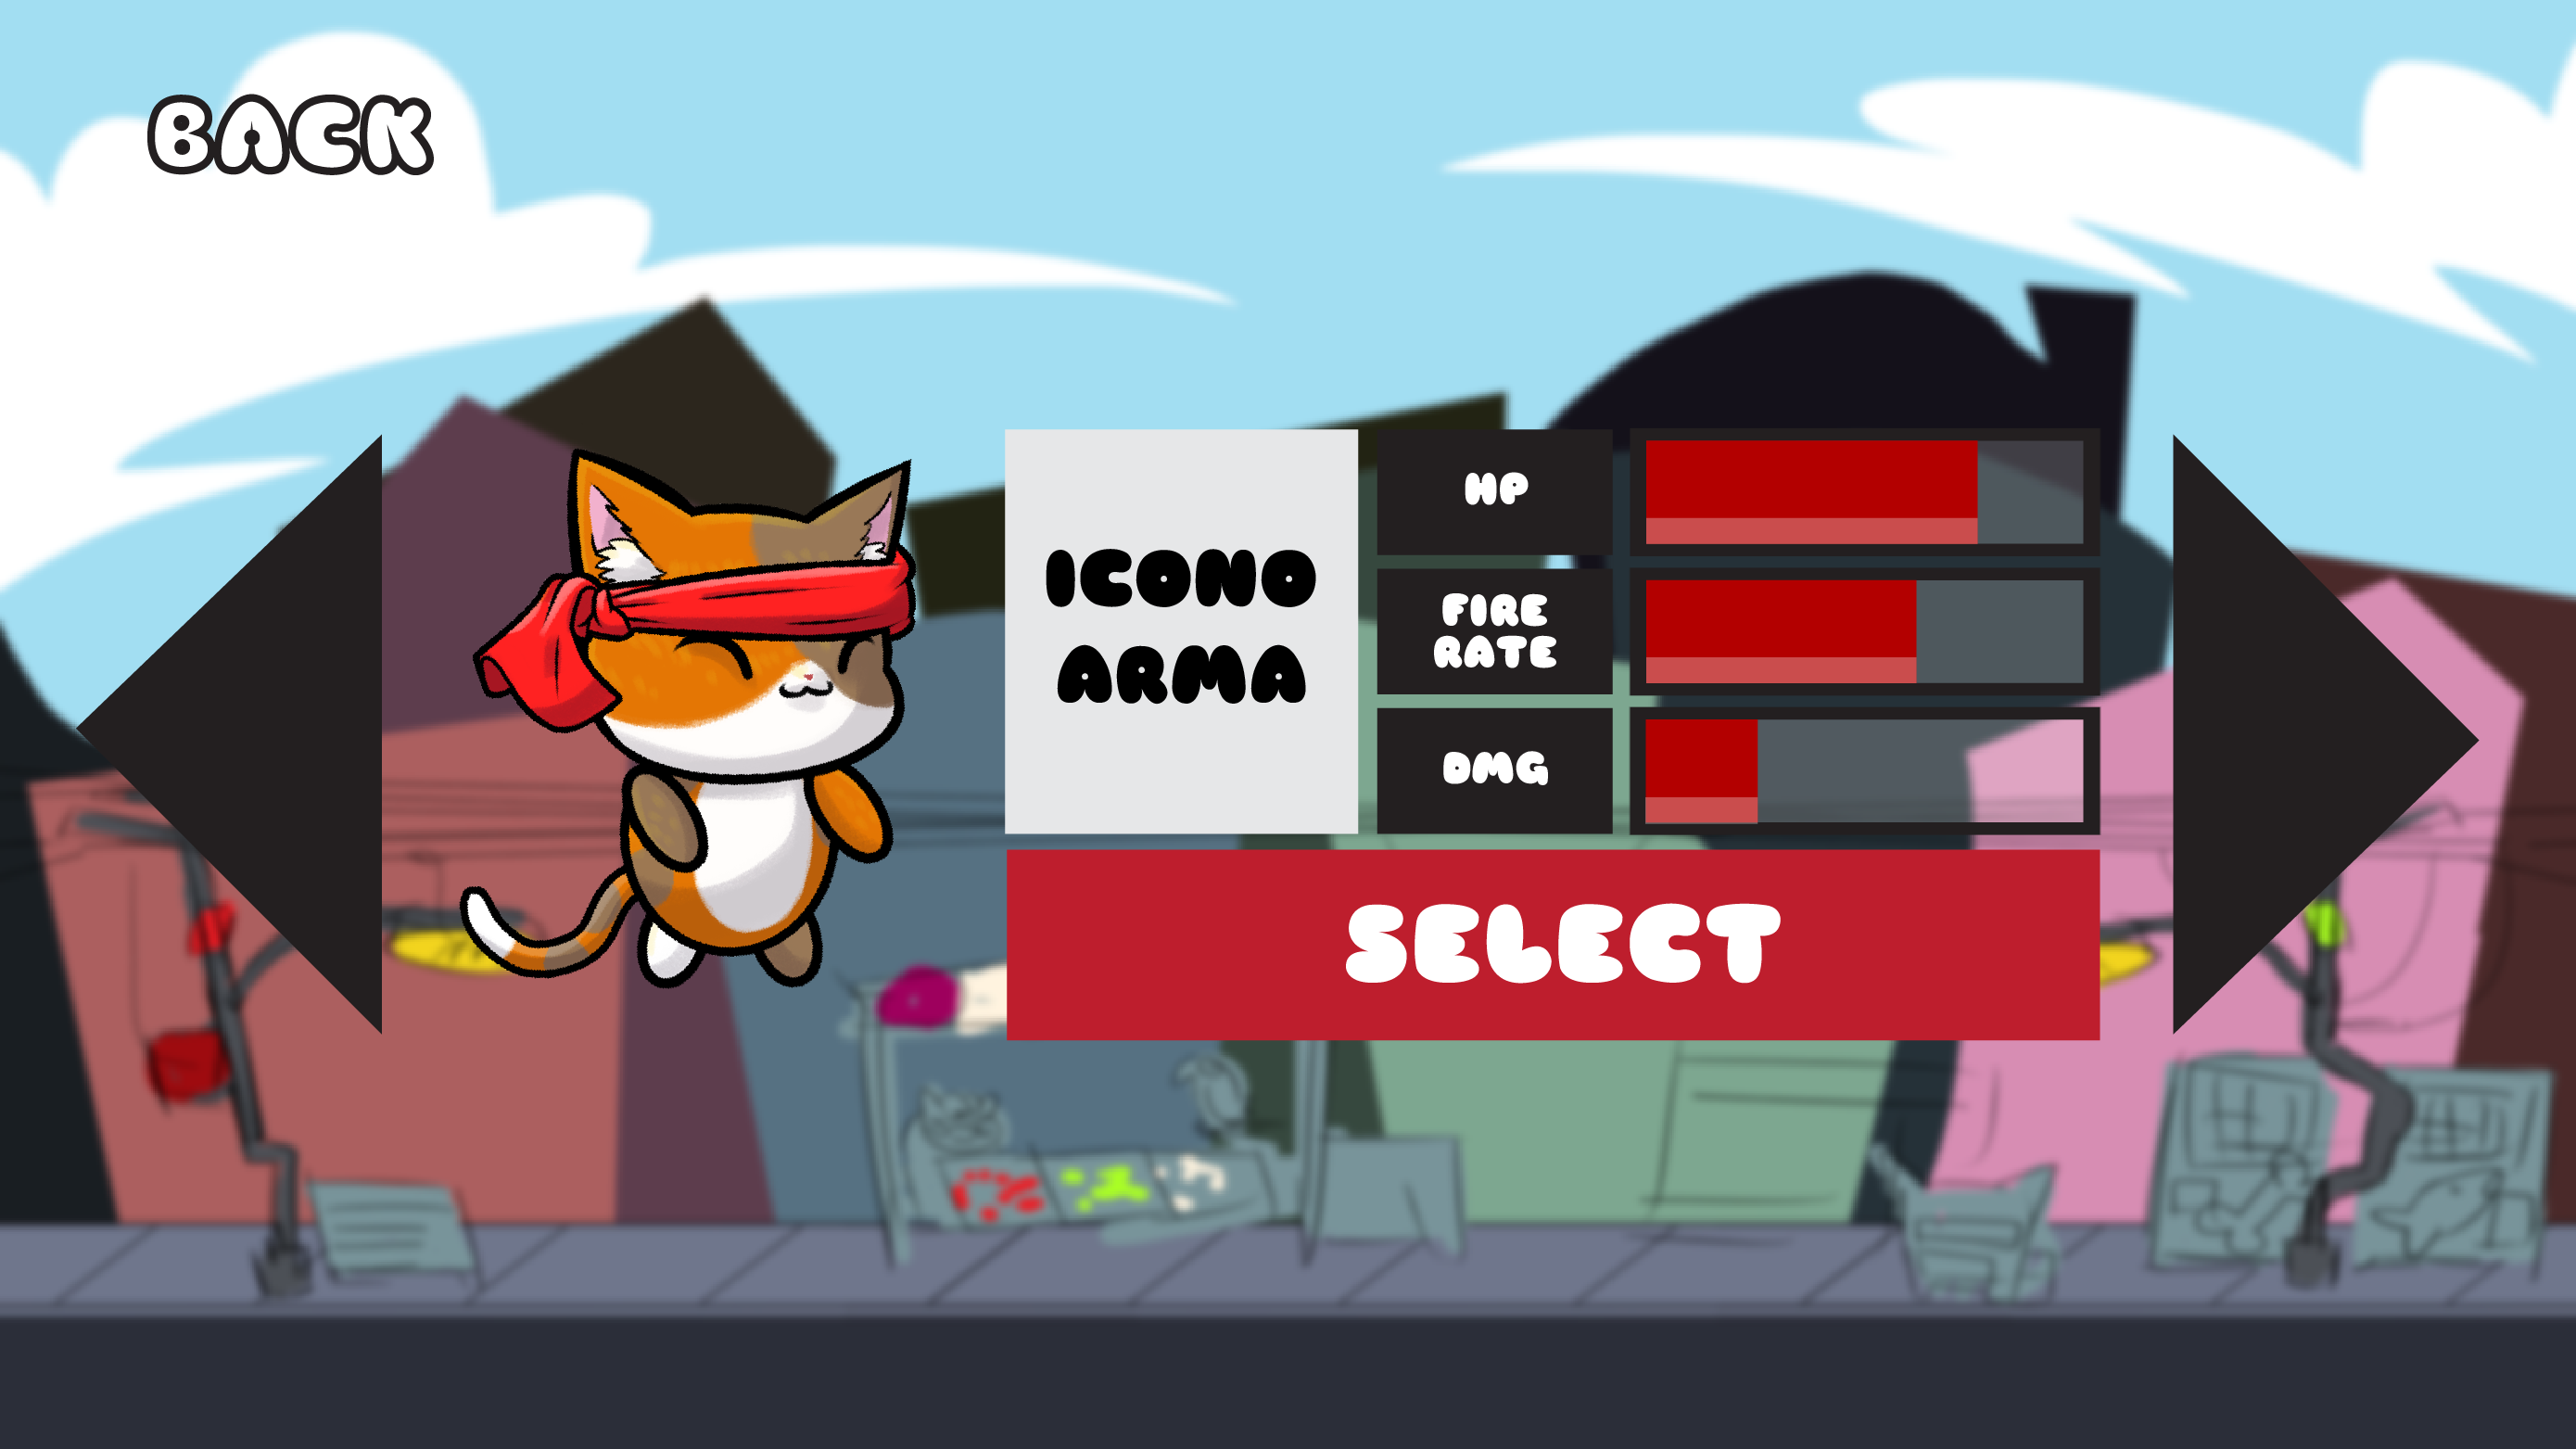 BACK
ICONO
ARMA
HP
FIRE
RATE
DMG
SELECT